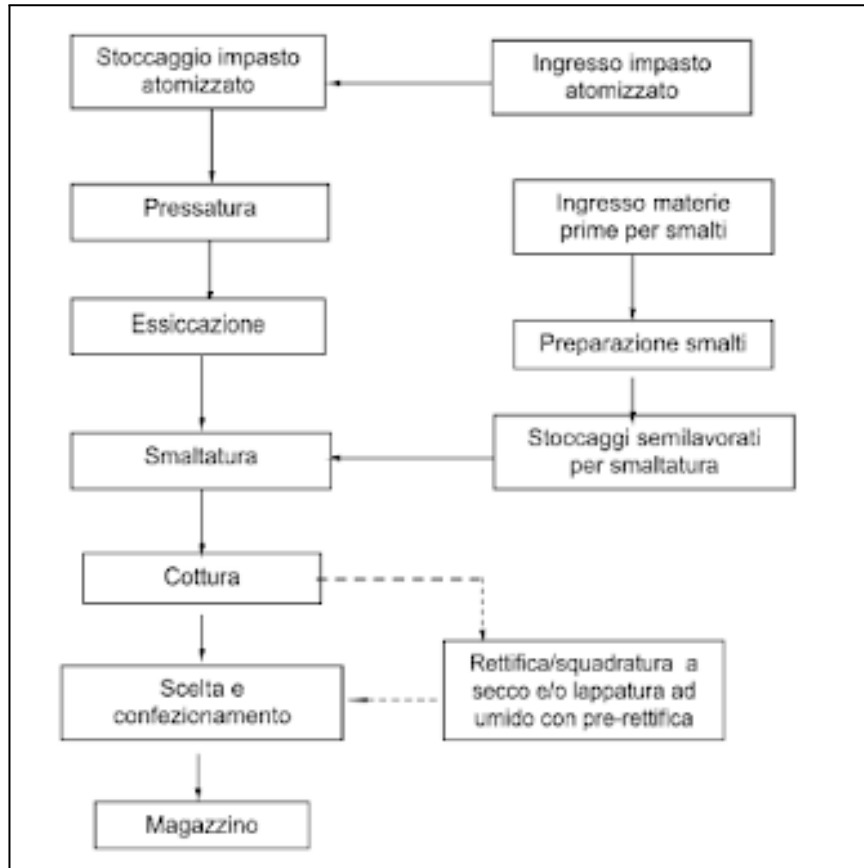 Stoccaggio impasto
atomizzato
Ingresso impasto
atomizzato
Pressatura
Ingresso materie
prime per smalti
Essiccazione
Preparazione smalti
Smaltatura
Stoccaggi semilavorati
per smaltatura
Cottura
Scelta e
confezionamento
Rettifica/squadratura a
secco e/o lappatura ad
umido con pre-rettifica
Magazzino